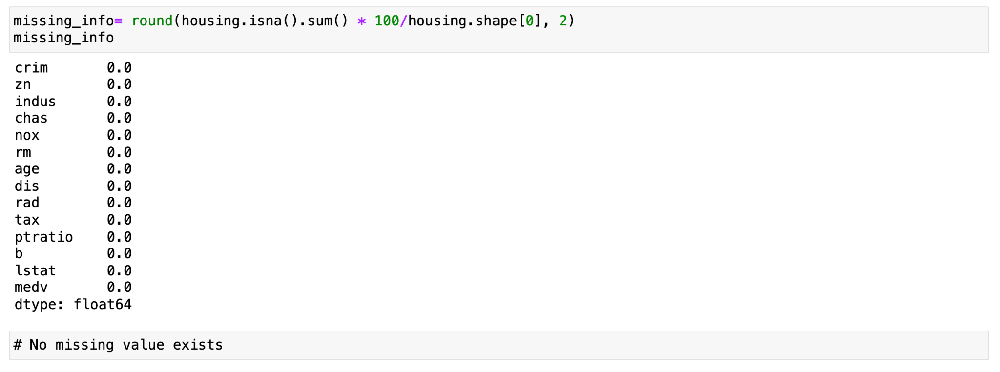 missing_info= round(housing.isna().sum() * 100/housing.shape[0], 2)
missing_info
crim 0.0
zn 0.0
indus 0.0
chas 0.0
nox 0.0
rm 0.0
age 0.0
dis 0.0
rad 0.0
tax 0.0
ptratio 0.0
b 0.0
lstat 0.0
medv 0.0
dtype: float64
# No missing value exists